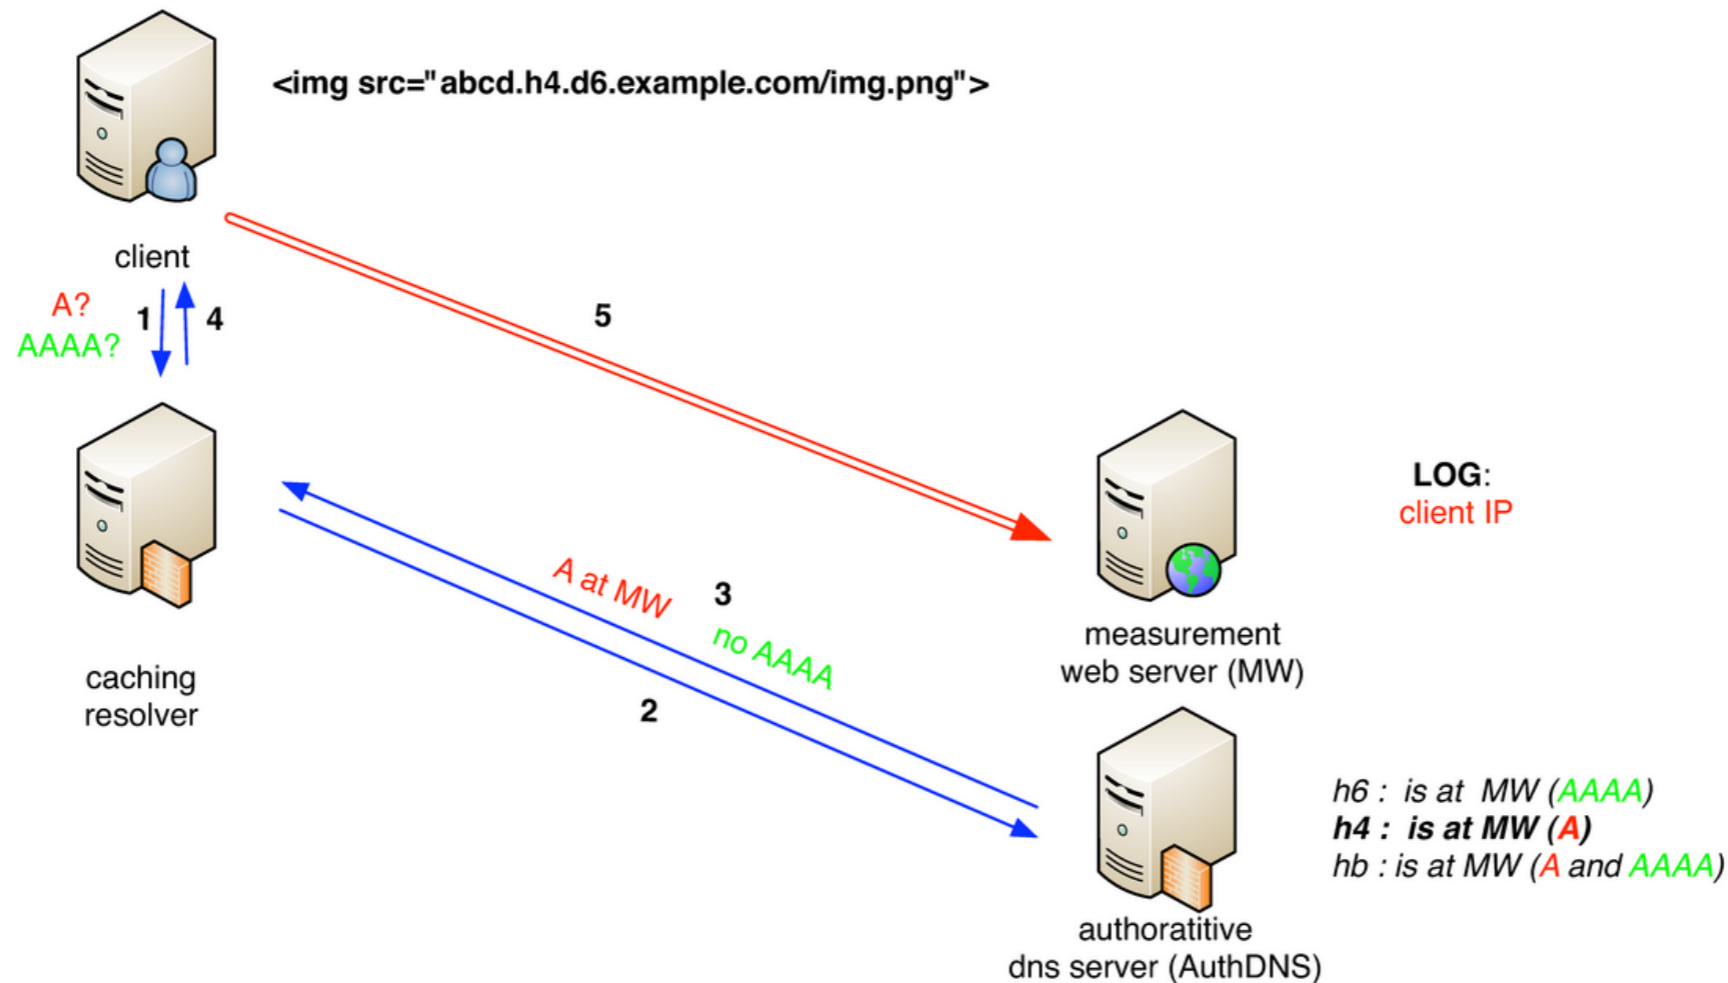 <img src="abcd.h4.d6.example.com/img.png">
client
A?
AAAA?
1
4
5
caching
resolver
A at MW
3
no AAAA
2
LOG:
client IP
measurement
web server (MW)
h6 : is at MW (AAAA)
h4 : is at MW (A)
hb : is at MW (A and AAAA)
authoratitive
dns server (AuthDNS)